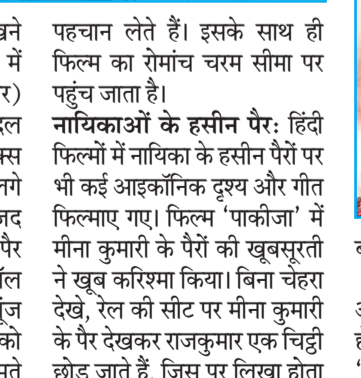 पहचान लेते हैं। इसके साथ ही
फिल्म का रोमांच चरम सीमा पर
पहुंच जाता है।
नायिकाओं के हसीन पैर: हिंदी
फिल्मों में नायिका के हसीन पैरों पर
भी कई आइकॉनिक दृश्य और गीत
फिल्माए गए। फिल्म ‘पाकीजा’ में
मीना कुमारी के पैरों की खूबसूरती
ने खूब करिश्मा किया। बिना चेहरा
देखे, रेल की सीट पर मीना कुमारी
के पैर देखकर राजकुमार एक चिट्ठी
छोड़ जाते हैं, जिस पर लिखा होता